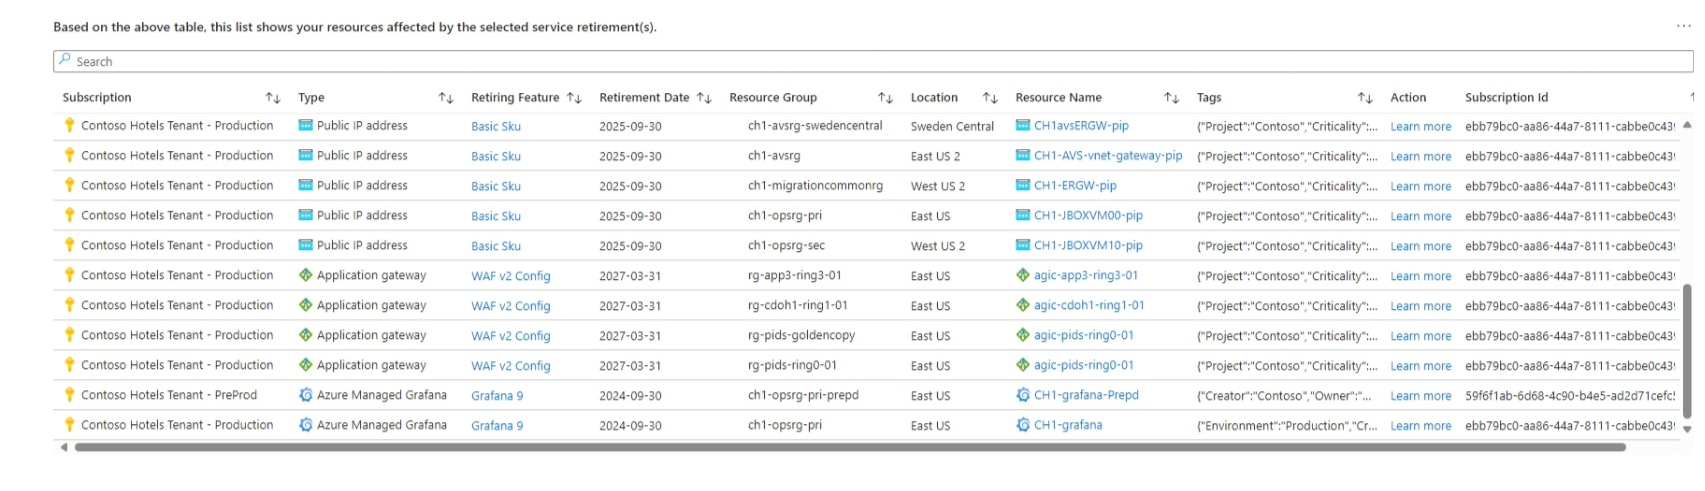 Based on the above table, this list shows your resources affected by the selected service retirement(s).
Search
Subscription Type Retiring Feature Retirement Date Resource Group Location Resource Name Tags Action Subscription Id
Contoso Hotels Tenant - Production Public IP address Basic Sku 2025-09-30 ch1-avsrg-swedencentral Sweden Central CH1avsERGW-pip {"Project":"Contoso","Criticality":... Learn more ebb79bc0-aa86-44a7-8111-cabbe0c43
Contoso Hotels Tenant - Production Public IP address Basic Sku 2025-09-30 ch1-avsrg East US 2 CH1-AVS-vnet-gateway-pip {"Project":"Contoso","Criticality":... Learn more ebb79bc0-aa86-44a7-8111-cabbe0c43
Contoso Hotels Tenant - Production Public IP address Basic Sku 2025-09-30 ch1-migrationcommonrg West US 2 CH1-ERGW-pip {"Project":"Contoso","Criticality":... Learn more ebb79bc0-aa86-44a7-8111-cabbe0c43
Contoso Hotels Tenant - Production Public IP address Basic Sku 2025-09-30 ch1-opsrg-pri East US CH1-JBOXVM00-pip {"Project":"Contoso","Criticality":... Learn more ebb79bc0-aa86-44a7-8111-cabbe0c43
Contoso Hotels Tenant - Production Public IP address Basic Sku 2025-09-30 ch1-opsrg-sec West US 2 CH1-JBOXVM10-pip {"Project":"Contoso","Criticality":... Learn more ebb79bc0-aa86-44a7-8111-cabbe0c43
Contoso Hotels Tenant - Production Application gateway WAF v2 Config 2027-03-31 rg-app3-ring3-01 East US agic-app3-ring3-01 {"Project":"Contoso","Criticality":... Learn more ebb79bc0-aa86-44a7-8111-cabbe0c43
Contoso Hotels Tenant - Production Application gateway WAF v2 Config 2027-03-31 rg-cdoh1-ring1-01 East US agic-cdoh1-ring1-01 {"Project":"Contoso","Criticality":... Learn more ebb79bc0-aa86-44a7-8111-cabbe0c43
Contoso Hotels Tenant - Production Application gateway WAF v2 Config 2027-03-31 rg-pids-goldencopy East US agic-pids-ring0-01 {"Project":"Contoso","Criticality":... Learn more ebb79bc0-aa86-44a7-8111-cabbe0c43
Contoso Hotels Tenant - Production Application gateway WAF v2 Config 2027-03-31 rg-pids-ring0-01 East US agic-pids-ring0-01 {"Project":"Contoso","Criticality":... Learn more ebb79bc0-aa86-44a7-8111-cabbe0c43
Contoso Hotels Tenant - PreProd Azure Managed Grafana Grafana 9 2024-09-30 ch1-opsrg-pri-prepd East US CH1-grafana-Prepd {"Creator":"Contoso","Owner":"... Learn more 59f6f1ab-6d68-4c90-b4e5-ad2d71cefc
Contoso Hotels Tenant - Production Azure Managed Grafana Grafana 9 2024-09-30 ch1-opsrg-pri East US CH1-grafana {"Environment":"Production","Cr... Learn more ebb79bc0-aa86-44a7-8111-cabbe0c43